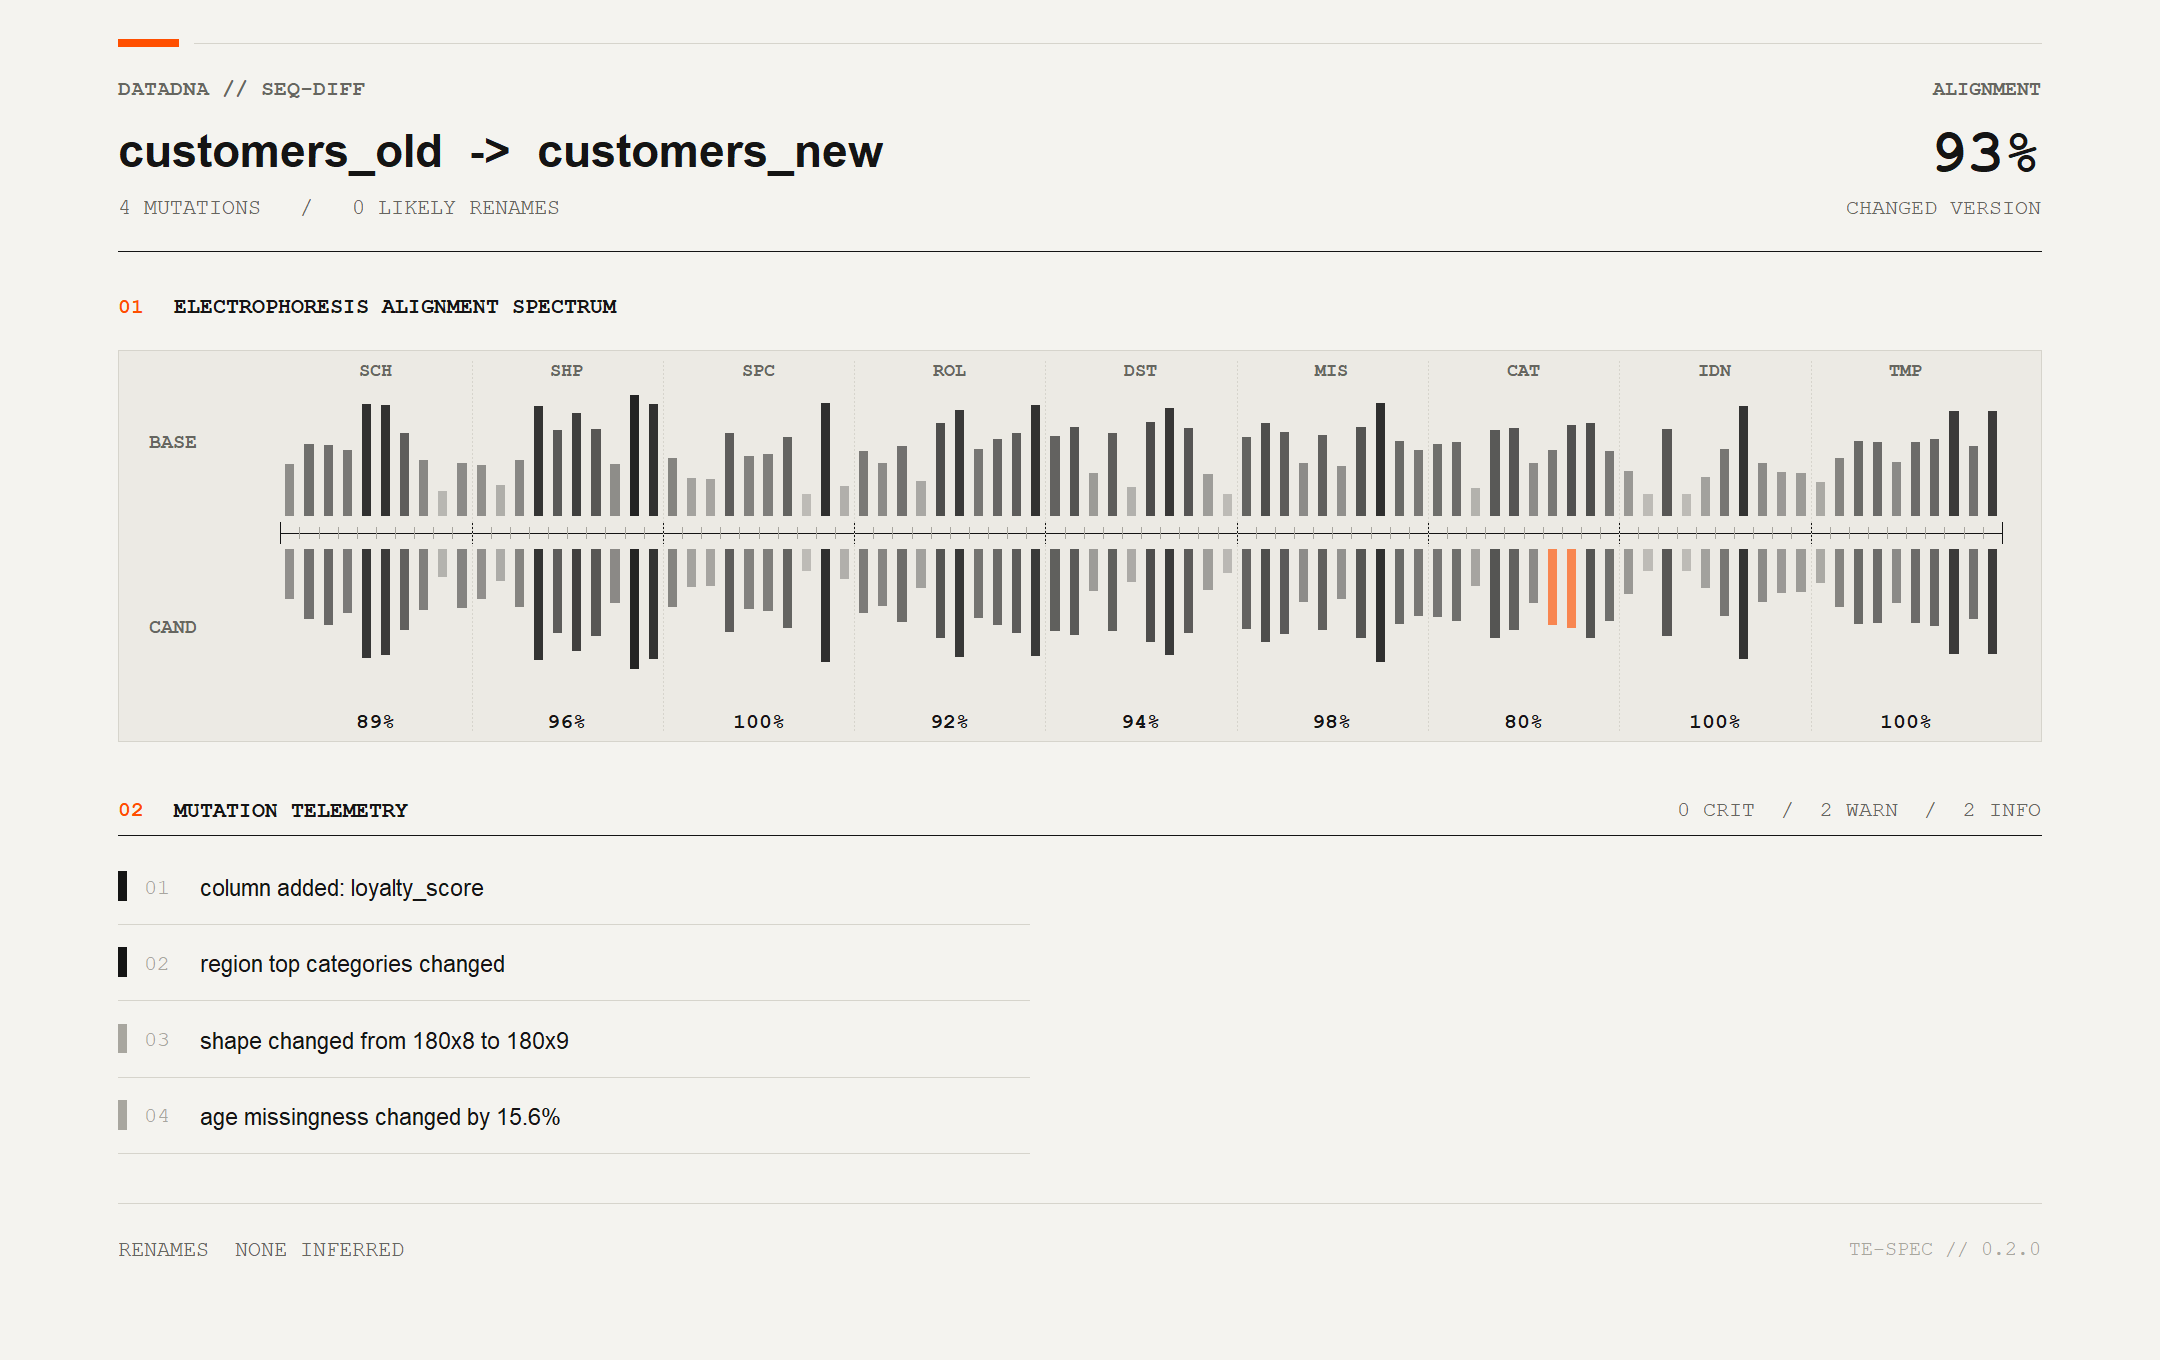 DATADNA // SEQ-DIFF
ALIGNMENT
customers_old -> customers_new
93%
4 MUTATIONS / 0 LIKELY RENAMES
CHANGED VERSION
01 ELECTROPHORESIS ALIGNMENT SPECTRUM
SCH SHP SPC ROL DST MIS CAT IDN TMP
BASE
CAND
89% 96% 100% 92% 94% 98% 80% 100% 100%
02 MUTATION TELEMETRY
0 CRIT / 2 WARN / 2 INFO
01 column added: loyalty_score
02 region top categories changed
03 shape changed from 180x8 to 180x9
04 age missingness changed by 15.6%
RENAMES NONE INFERRED
TE-SPEC // 0.2.0